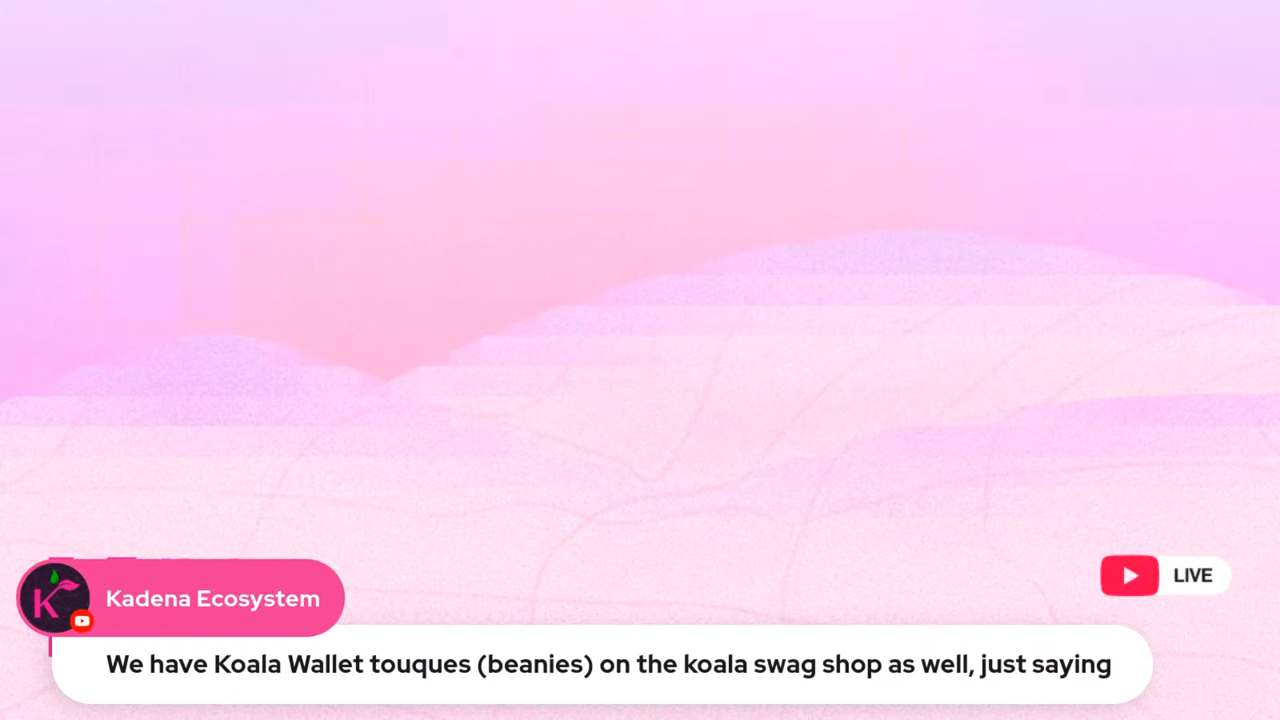 LIVE
Kadena Ecosystem
We have Koala Wallet touques (beanies) on the koala swag shop as well, just saying